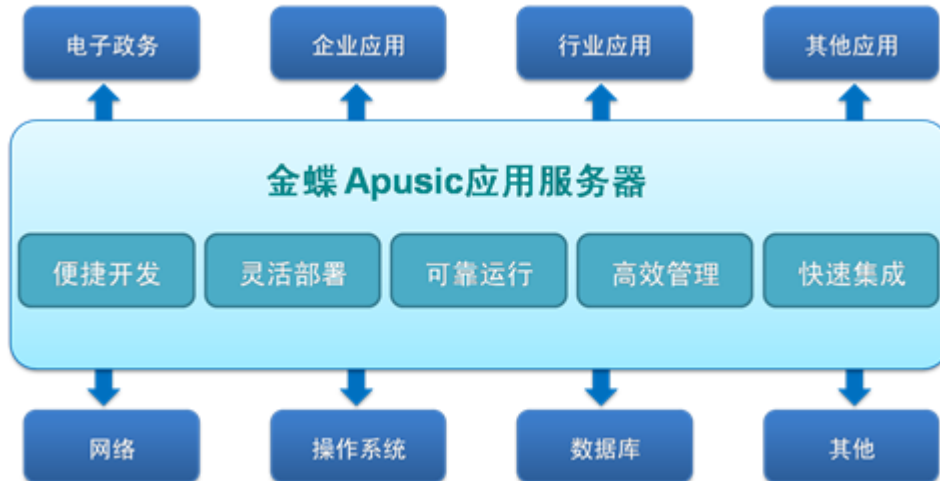 电子政务
企业应用
行业应用
其他应用
金蝶 Apusic应用服务器
便捷开发
灵活部署
可靠运行
高效管理
快速集成
网络
操作系统
数据库
其他